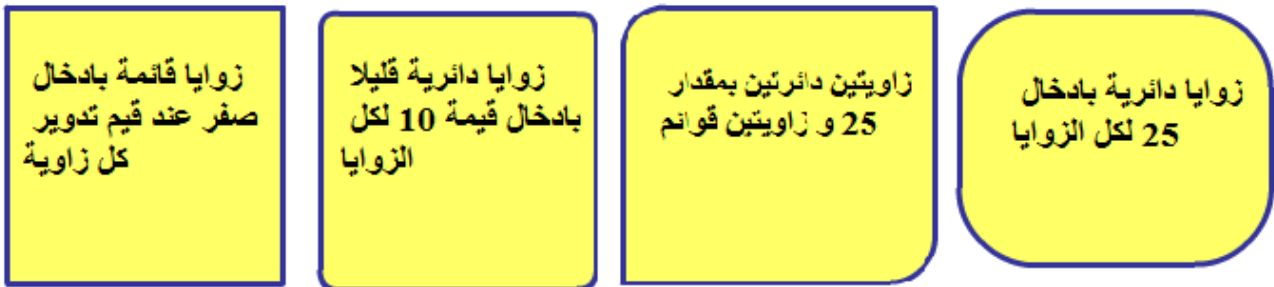 زوايا قائمة بادخال
صفر عند قيم تدوير
كل زاوية
زوايا دائرية قليلا
بادخال قيمة 10 لكل
الزوايا
زاويتين دائرتين بمقدار
25 و زاويتين قوائم
زوايا دائرية بادخال
25 لكل الزوايا